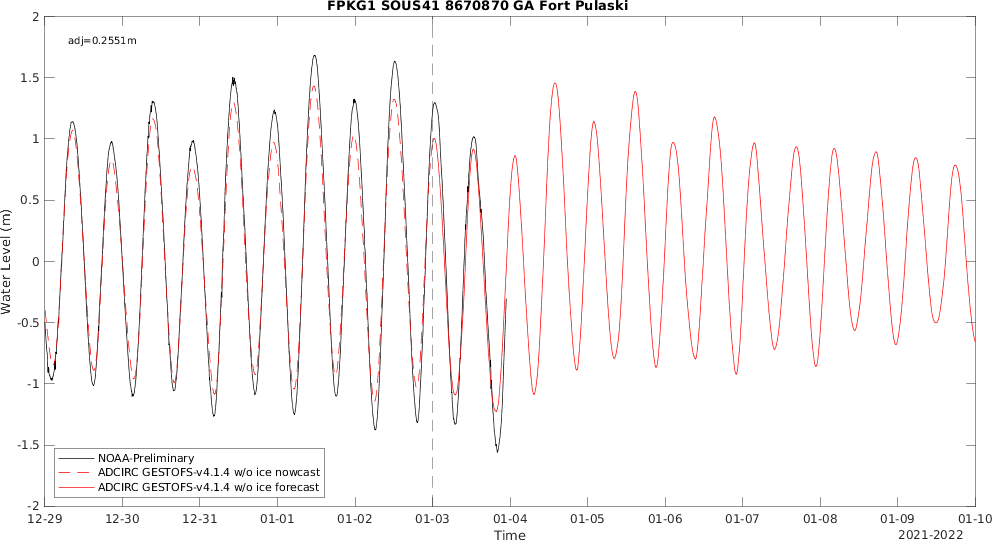 FPKG1 SOUS41 8670870 GA Fort Pulaski
adj=0.2551m
2
1.5
1
0.5
0
-0.5
-1
-1.5
-2
Water Level (m)
NOAA-Preliminary
ADCIRC GESTOFS-v4.1.4 w/o ice nowcast
ADCIRC GESTOFS-v4.1.4 w/o ice forecast
12-29 12-30 12-31 01-01 01-02 01-03 01-04 01-05 01-06 01-07 01-08 01-09 01-10
Time
2021-2022